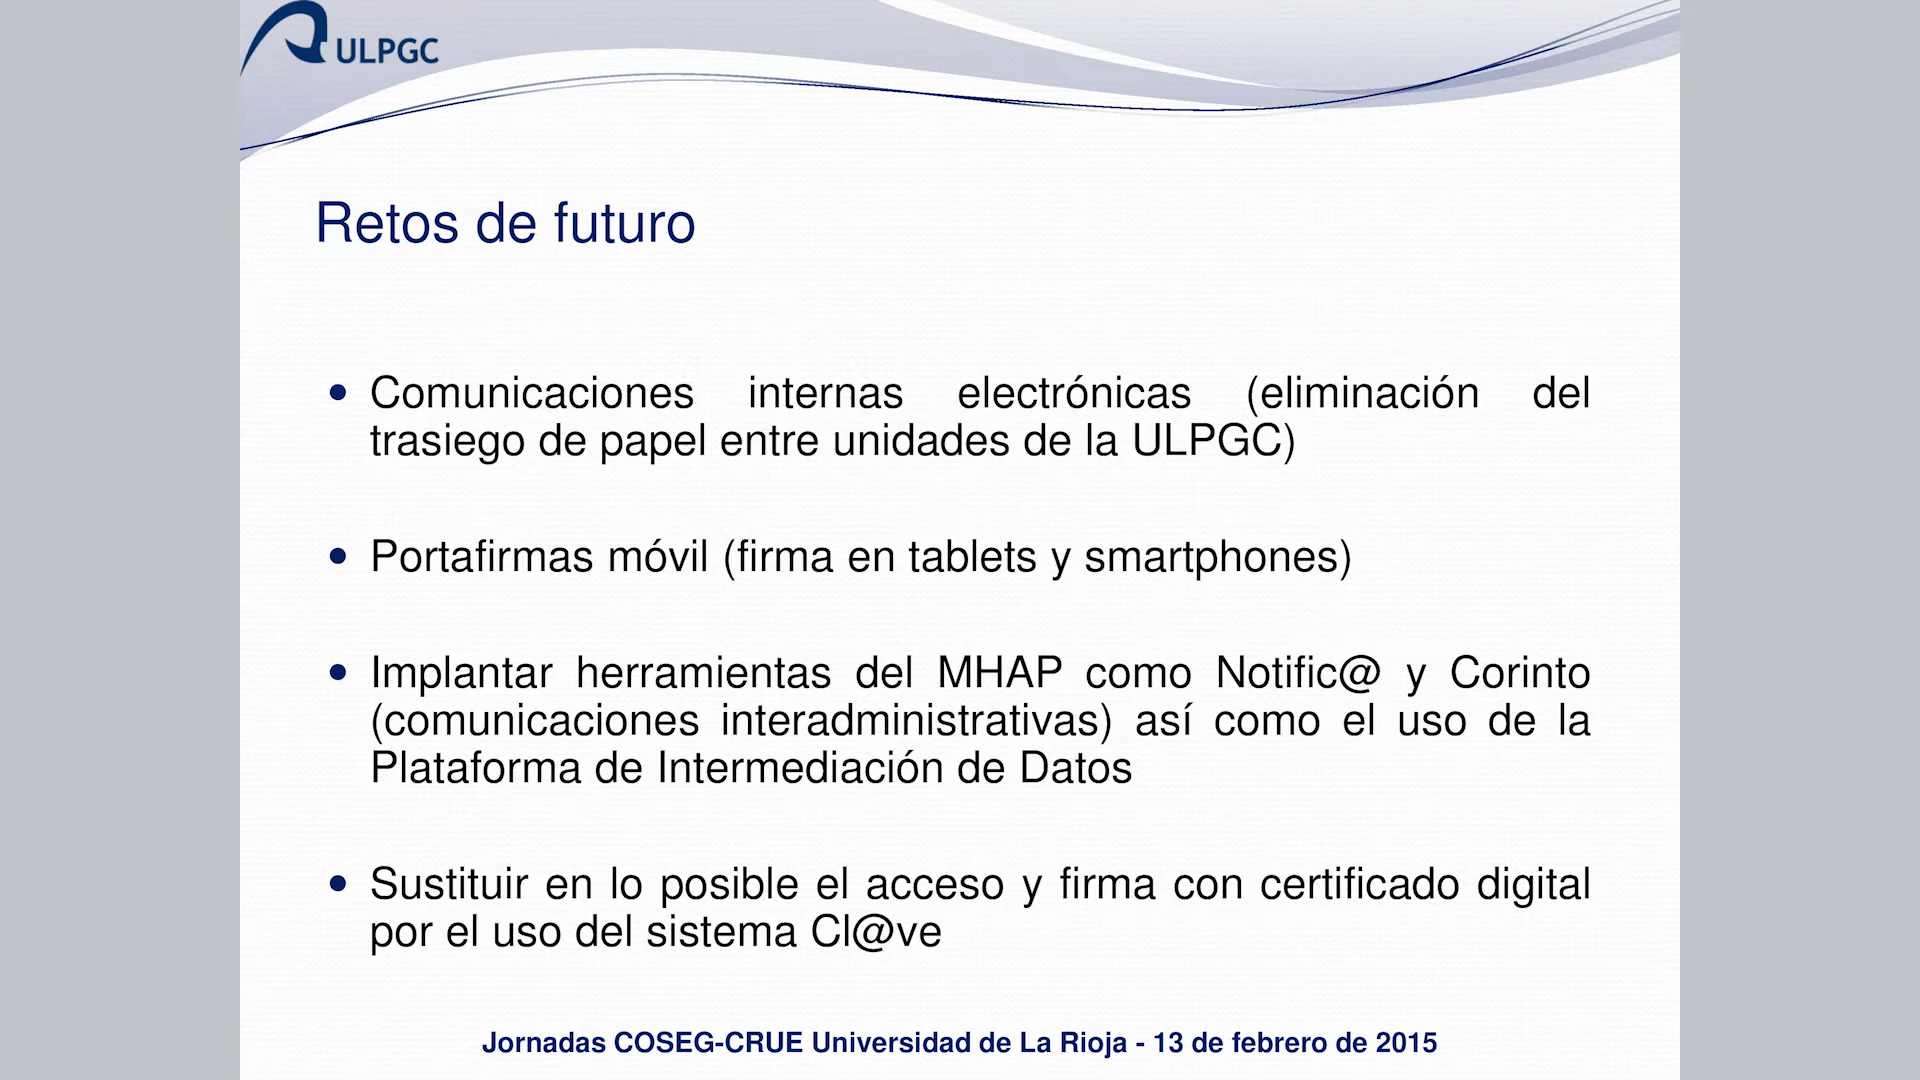 ULPGC
Retos de futuro
• Comunicaciones internas electrónicas (eliminación del
trasiego de papel entre unidades de la ULPGC)
• Portafirmas móvil (firma en tablets y smartphones)
• Implantar herramientas del MHAP como Notific@ y Corinto
(comunicaciones interadministrativas) así como el uso de la
Plataforma de Intermediación de Datos
• Sustituir en lo posible el acceso y firma con certificado digital
por el uso del sistema Cl@ve
Jornadas COSEG-CRUE Universidad de La Rioja - 13 de febrero de 2015